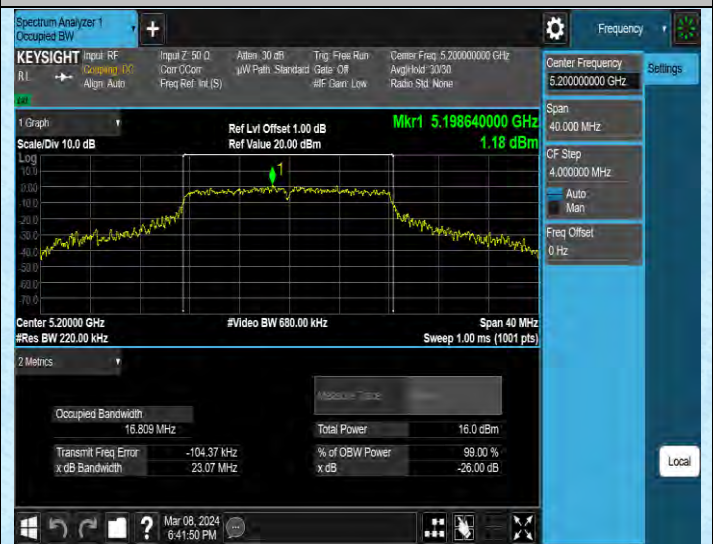 Spectrum Analyzer 1
Occupied BW
Frequency
KEYSIGHT Input: RF
Coupling: DC
Align: Auto
Input Z: 50 Ω
Corr CCorr
Freq Ref: Int (S)
Atten: 30 dB
µW Path: Standard
Trig: Free Run
Gate: Off
#IF Gain: Low
Center Freq: 5.200000000 GHz
Avg|Hold: 30/30
Radio Std: None
Center Frequency
5.200000000 GHz
Settings
Span
40.000 MHz
CF Step
4.000000 MHz
Auto
Man
Freq Offset
0 Hz
1 Graph
Scale/Div 10.0 dB
Ref Lvl Offset 1.00 dB
Ref Value 20.00 dBm
Mkr1 5.198640000 GHz
1.18 dBm
Log
10.0
0.00
-10.0
-20.0
-30.0
-40.0
-50.0
-60.0
-70.0
1
Center 5.20000 GHz
#Res BW 220.00 kHz
#Video BW 680.00 kHz
Span 40 MHz
Sweep 1.00 ms (1001 pts)
2 Metrics
Measure Trace
Occupied Bandwidth
16.809 MHz
Total Power 16.0 dBm
Transmit Freq Error -104.37 kHz
% of OBW Power 99.00 %
x dB Bandwidth 23.07 MHz
x dB -26.00 dB
Local
Mar 08, 2024
6:41:50 PM